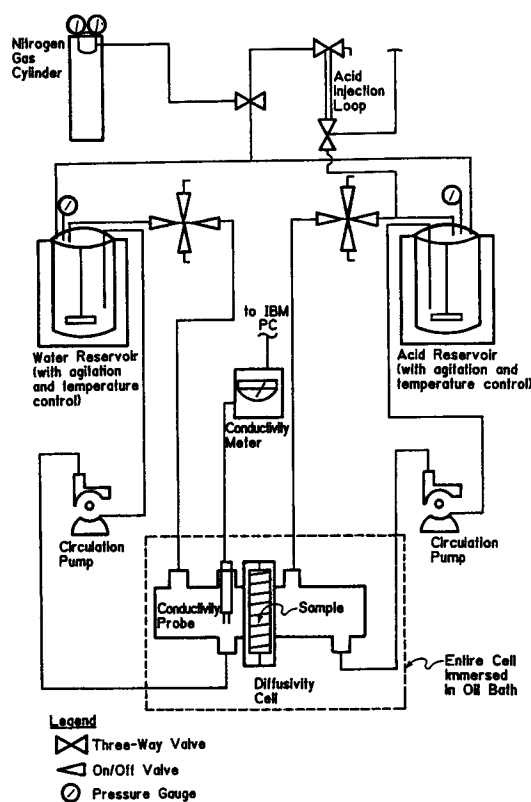 Nitrogen
Gas
Cylinder
Acid
Injection
Loop
to IBM
PC
Water Reservoir
(with agitation
and temperature
control)
Acid Reservoir
(with agitation
and temperature
control)
Conductivity
Meter
Circulation
Pump
Circulation
Pump
Conductivity
Probe
Sample
Diffusivity
Cell
Entire Cell
Immersed
In Oil Bath
Legend
Three-Way Valve
On/Off Valve
Pressure Gauge